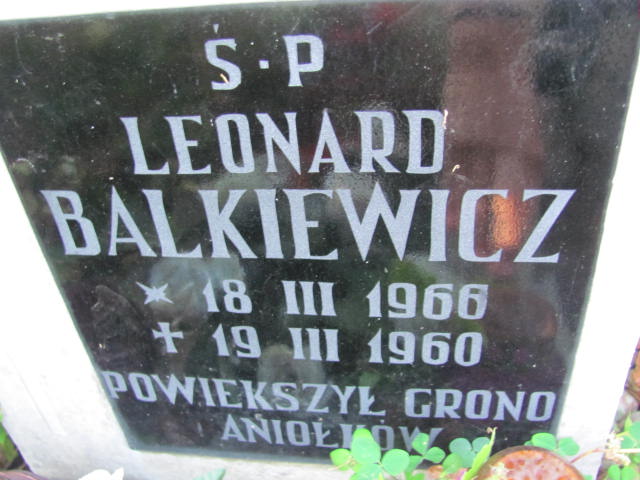 Ś·P
LEONARD
BALKIEWICZ
* 18 III 1966
+ 19 III 1960
POWIEKSZYŁ GRONO
ANIOŁKÓW